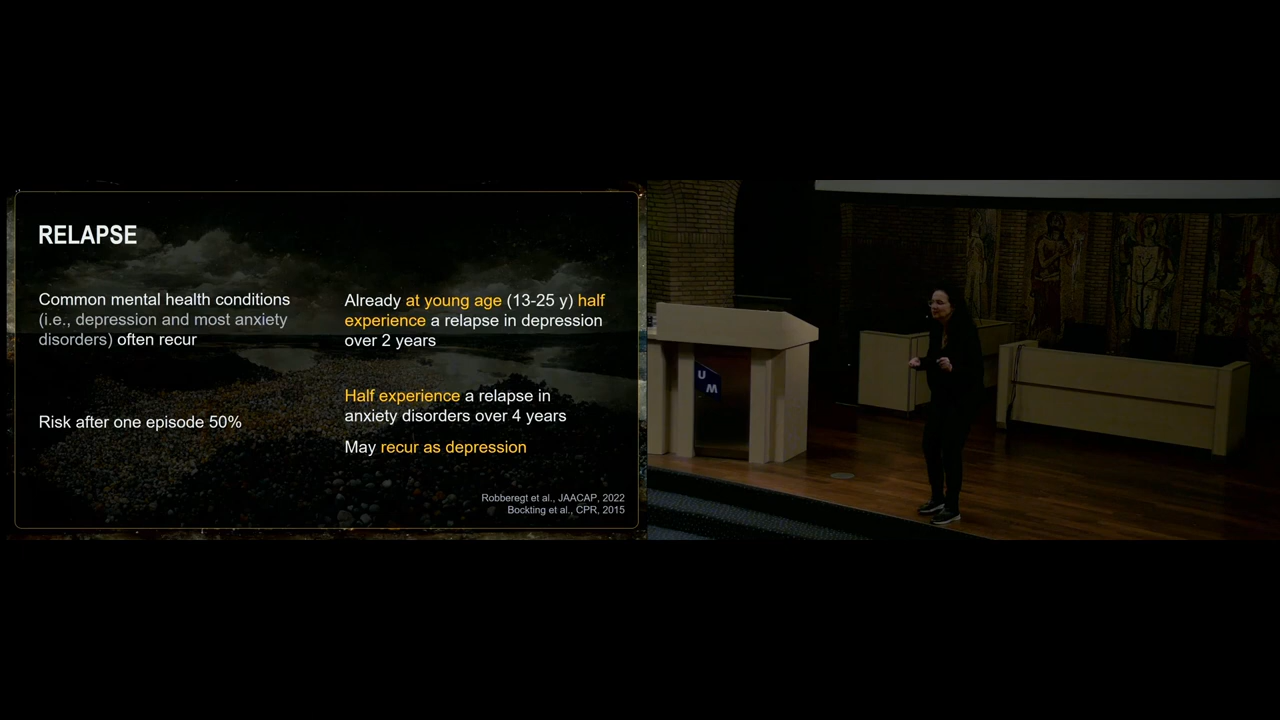 RELAPSE
Common mental health conditions
(i.e., depression and most anxiety
disorders) often recur
Risk after one episode 50%
Already at young age (13-25 y) half
experience a relapse in depression
over 2 years
Half experience a relapse in
anxiety disorders over 4 years
May recur as depression
Robberegt et al., JAACAP, 2022
Bockting et al., CPR, 2015
U
M